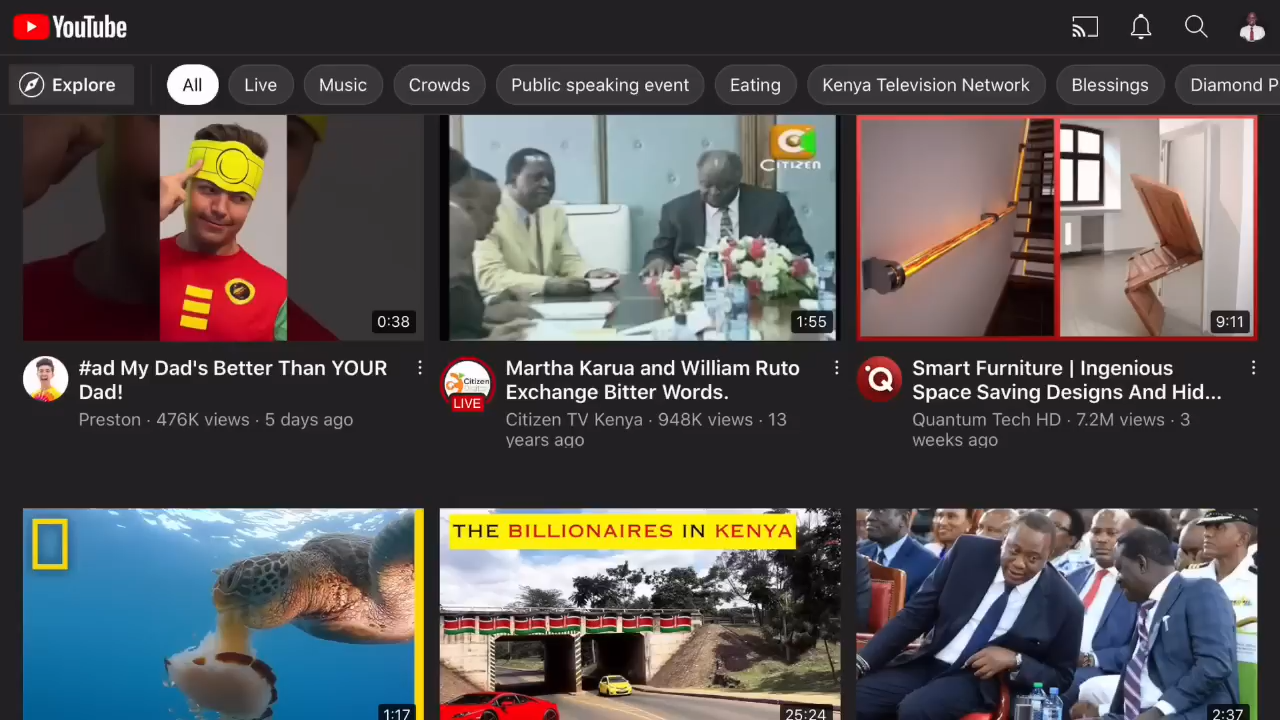 YouTube
Explore
All
Live
Music
Crowds
Public speaking event
Eating
Kenya Television Network
Blessings
Diamond P
CITIZEN
0:38
1:55
9:11
#ad My Dad's Better Than YOUR
Dad!
Preston · 476K views · 5 days ago
Citizen
LIVE
Martha Karua and William Ruto
Exchange Bitter Words.
Citizen TV Kenya · 948K views · 13
years ago
Smart Furniture | Ingenious
Space Saving Designs And Hid...
Quantum Tech HD · 7.2M views · 3
weeks ago
THE BILLIONAIRES IN KENYA
1:17
25:24
2:37